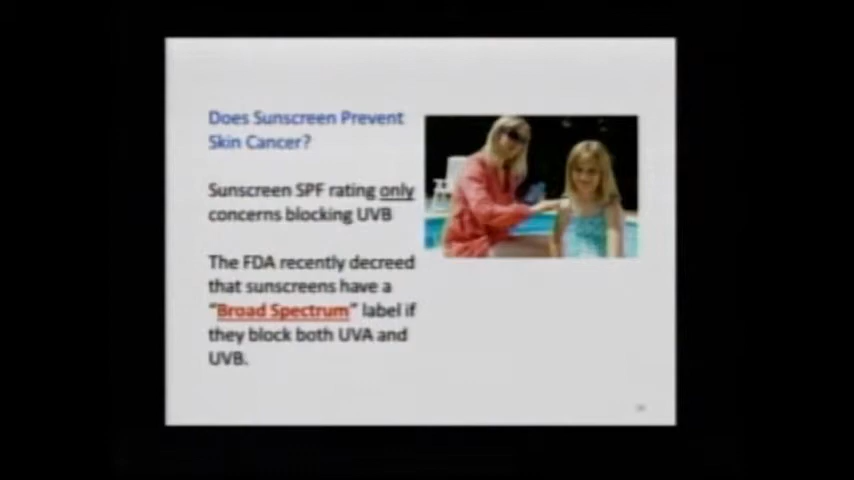 Does Sunscreen Prevent
Skin Cancer?
Sunscreen SPF rating only
concerns blocking UVB
The FDA recently decreed
that sunscreens have a
"Broad Spectrum" label if
they block both UVA and
UVB.